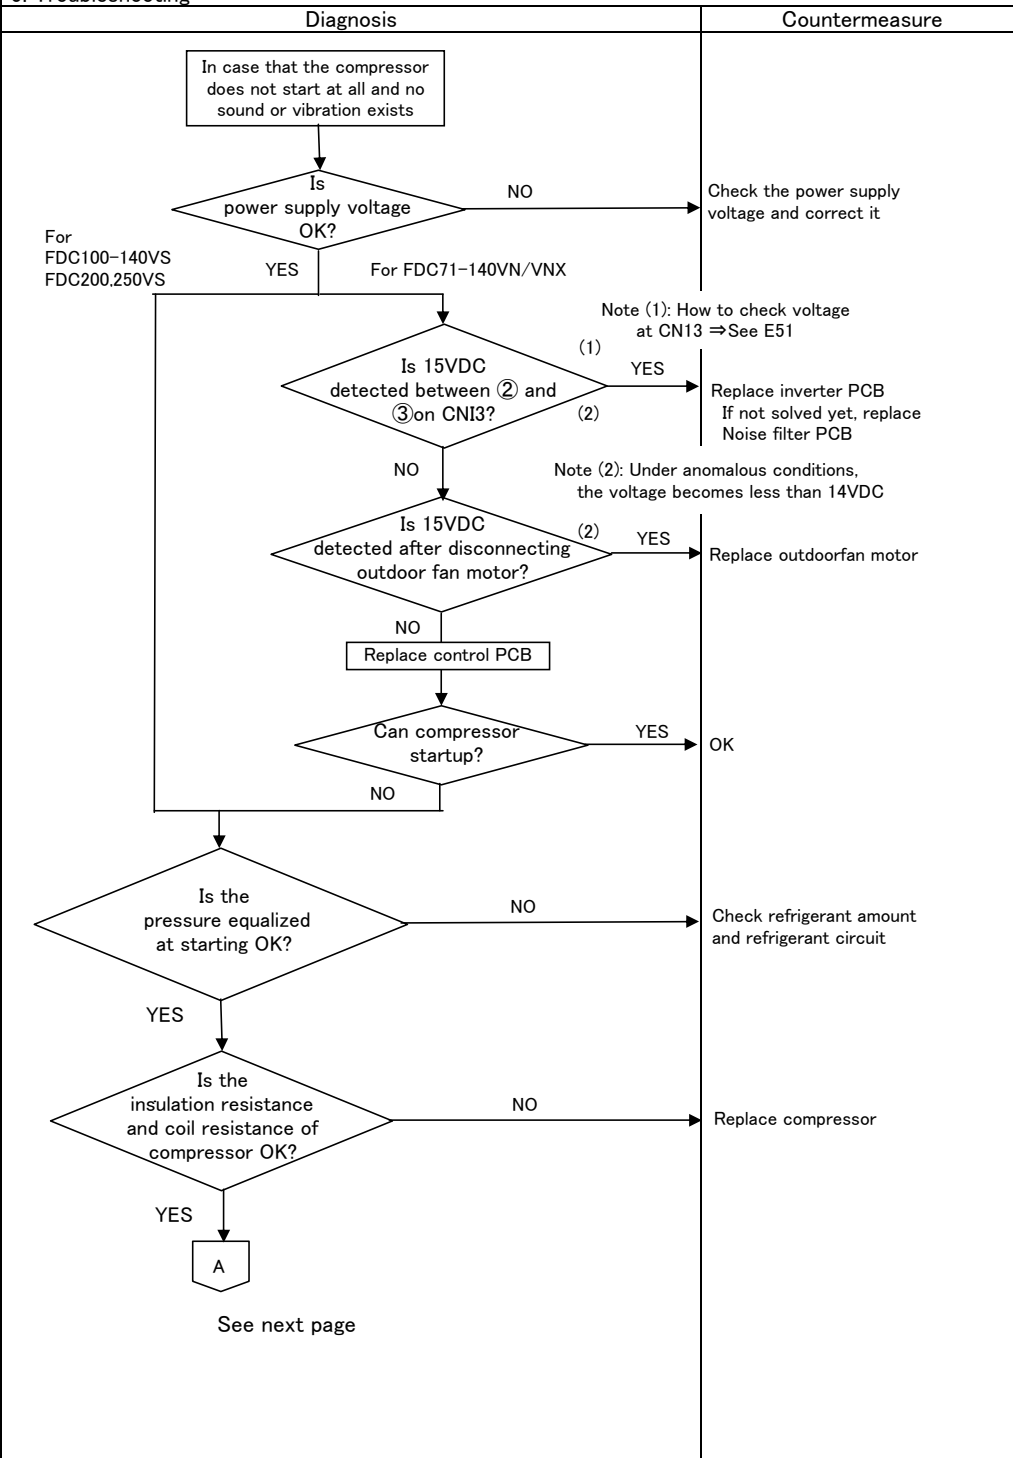 Diagnosis
Countermeasure
In case that the compressor
does not start at all and no
sound or vibration exists
Is
power supply voltage
OK?
NO
Check the power supply
voltage and correct it
For
FDC100-140VS
FDC200,250VS
YES
For FDC71-140VN/VNX
Note (1): How to check voltage
at CN13 ⇒See E51
Is 15VDC
detected between ② and
③on CNI3?
(1)
(2)
YES
Replace inverter PCB
If not solved yet, replace
Noise filter PCB
NO
Note (2): Under anomalous conditions,
the voltage becomes less than 14VDC
Is 15VDC
detected after disconnecting
outdoor fan motor?
(2)
YES
Replace outdoorfan motor
NO
Replace control PCB
Can compressor
startup?
YES
OK
NO
Is the
pressure equalized
at starting OK?
NO
Check refrigerant amount
and refrigerant circuit
YES
Is the
insulation resistance
and coil resistance of
compressor OK?
NO
Replace compressor
YES
A
See next page